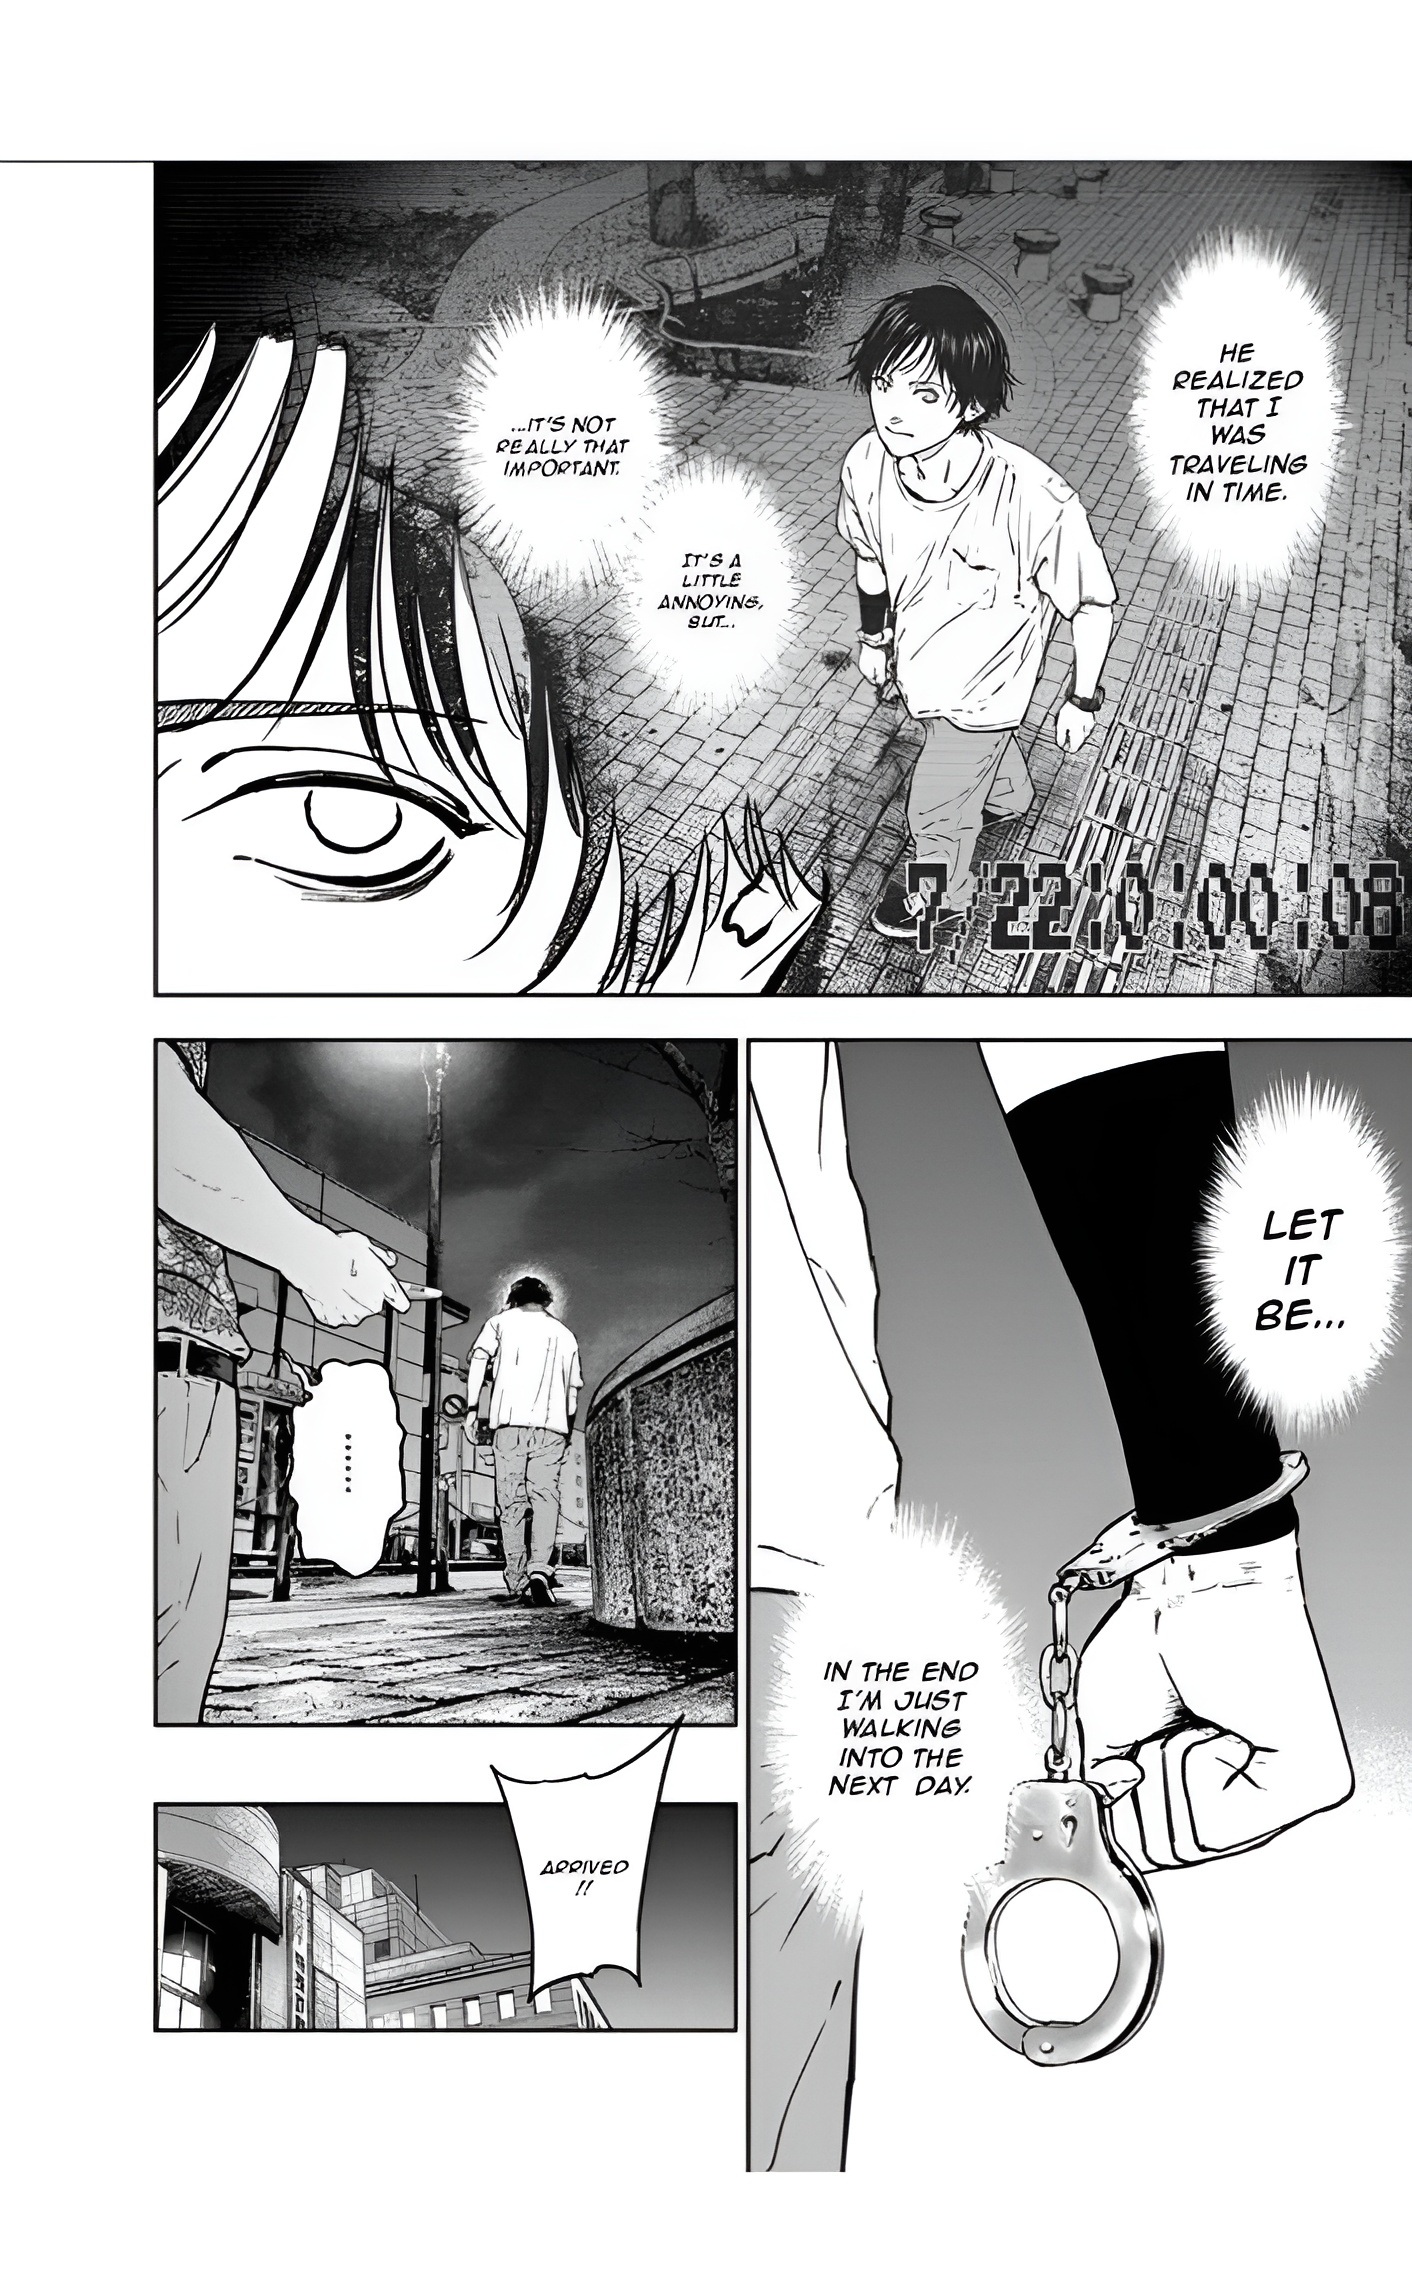 HE
REALIZED
THAT I
WAS
TRAVELING
IN TIME.
IT'S A
LITTLE
ANNOYING,
BUT...
...IT'S NOT
REALLY THAT
IMPORTANT.
7/22:0:00:08
LET
IT
BE...
IN THE END
I'M JUST
WALKING
INTO THE
NEXT DAY.
.......
ARRIVED
!!